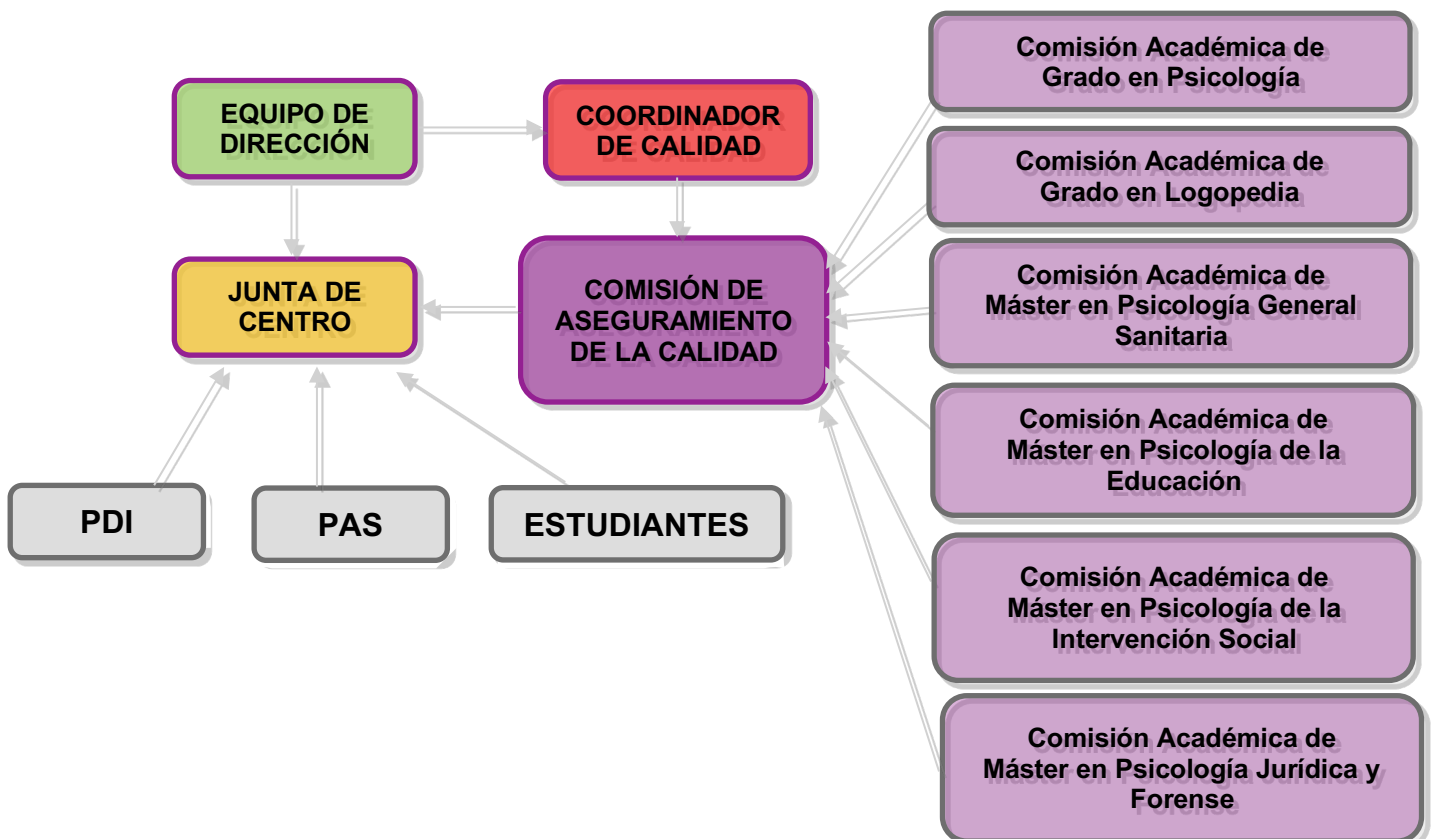 EQUIPO DE
DIRECCIÓN
COORDINADOR
DE CALIDAD
JUNTA DE
CENTRO
COMISIÓN DE
ASEGURAMIENTO
DE LA CALIDAD
PDI
PAS
ESTUDIANTES
Comisión Académica de
Grado en Psicología
Comisión Académica de
Grado en Logopedia
Comisión Académica de
Máster en Psicología General
Sanitaria
Comisión Académica de
Máster en Psicología de la
Educación
Comisión Académica de
Máster en Psicología de la
Intervención Social
Comisión Académica de
Máster en Psicología Jurídica y
Forense